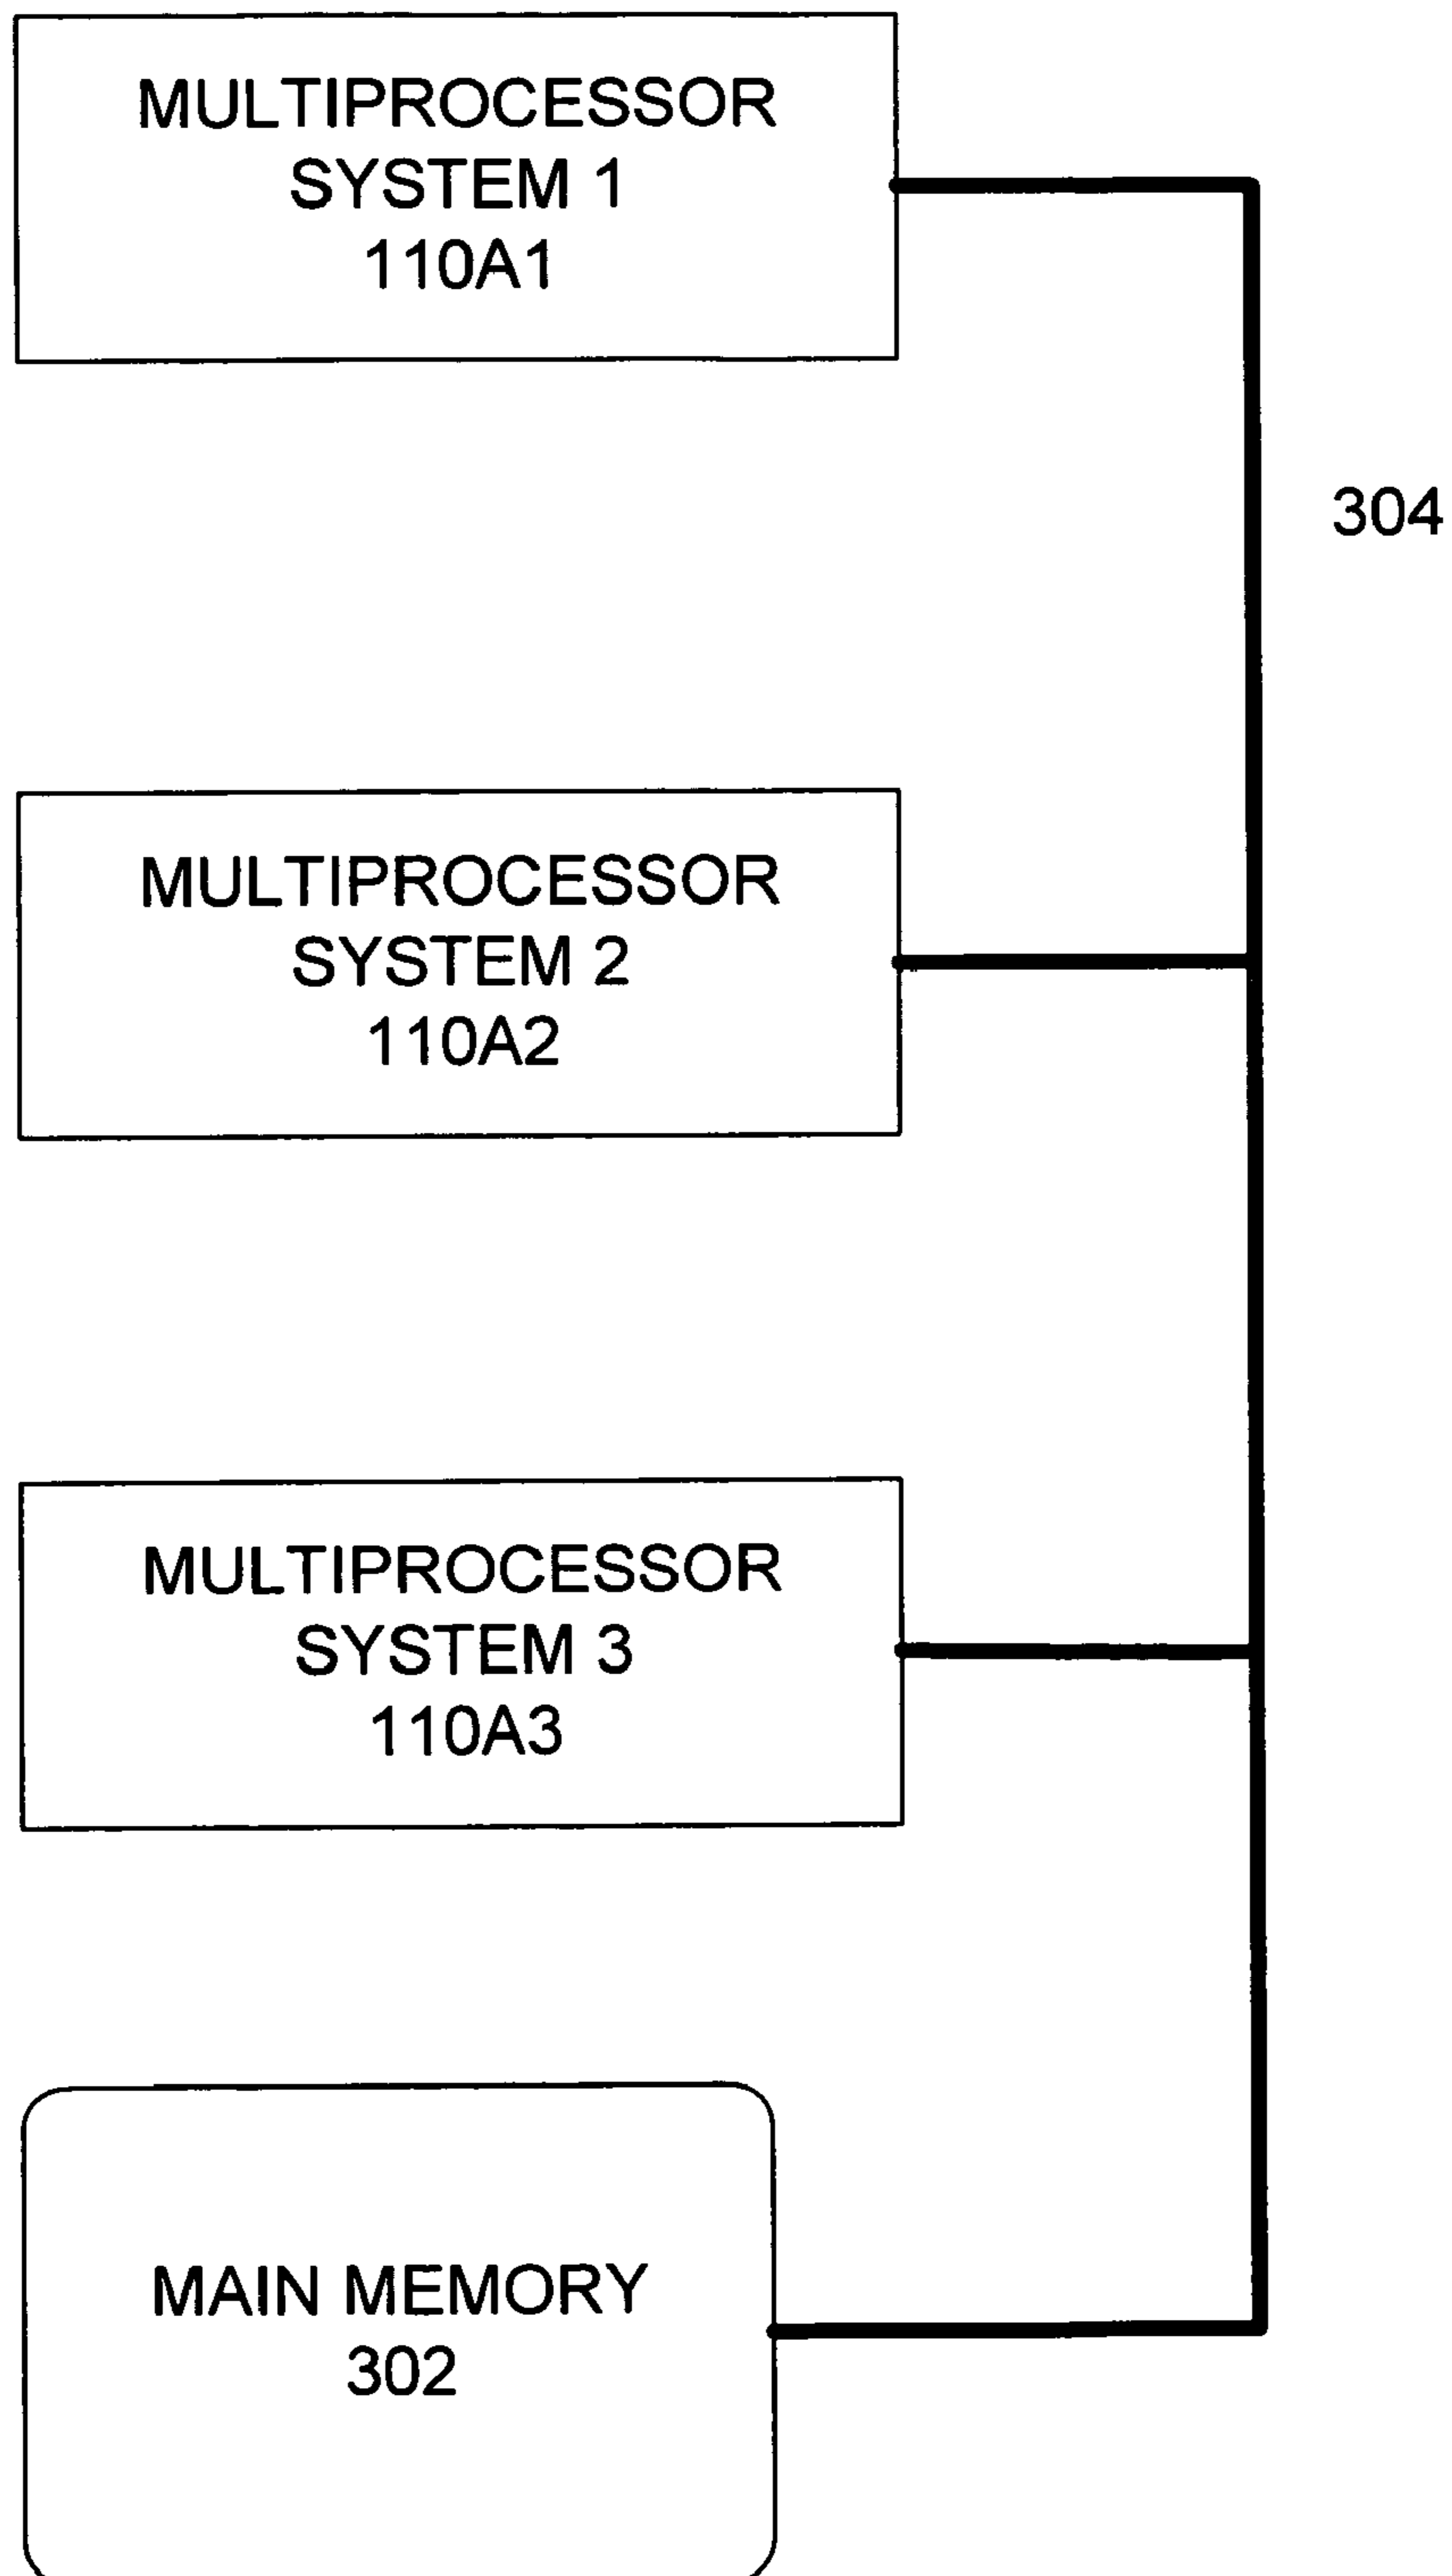 MULTIPROCESSOR
SYSTEM 1
110A1
304
MULTIPROCESSOR
SYSTEM 2
110A2
MULTIPROCESSOR
SYSTEM 3
110A3
MAIN MEMORY
302